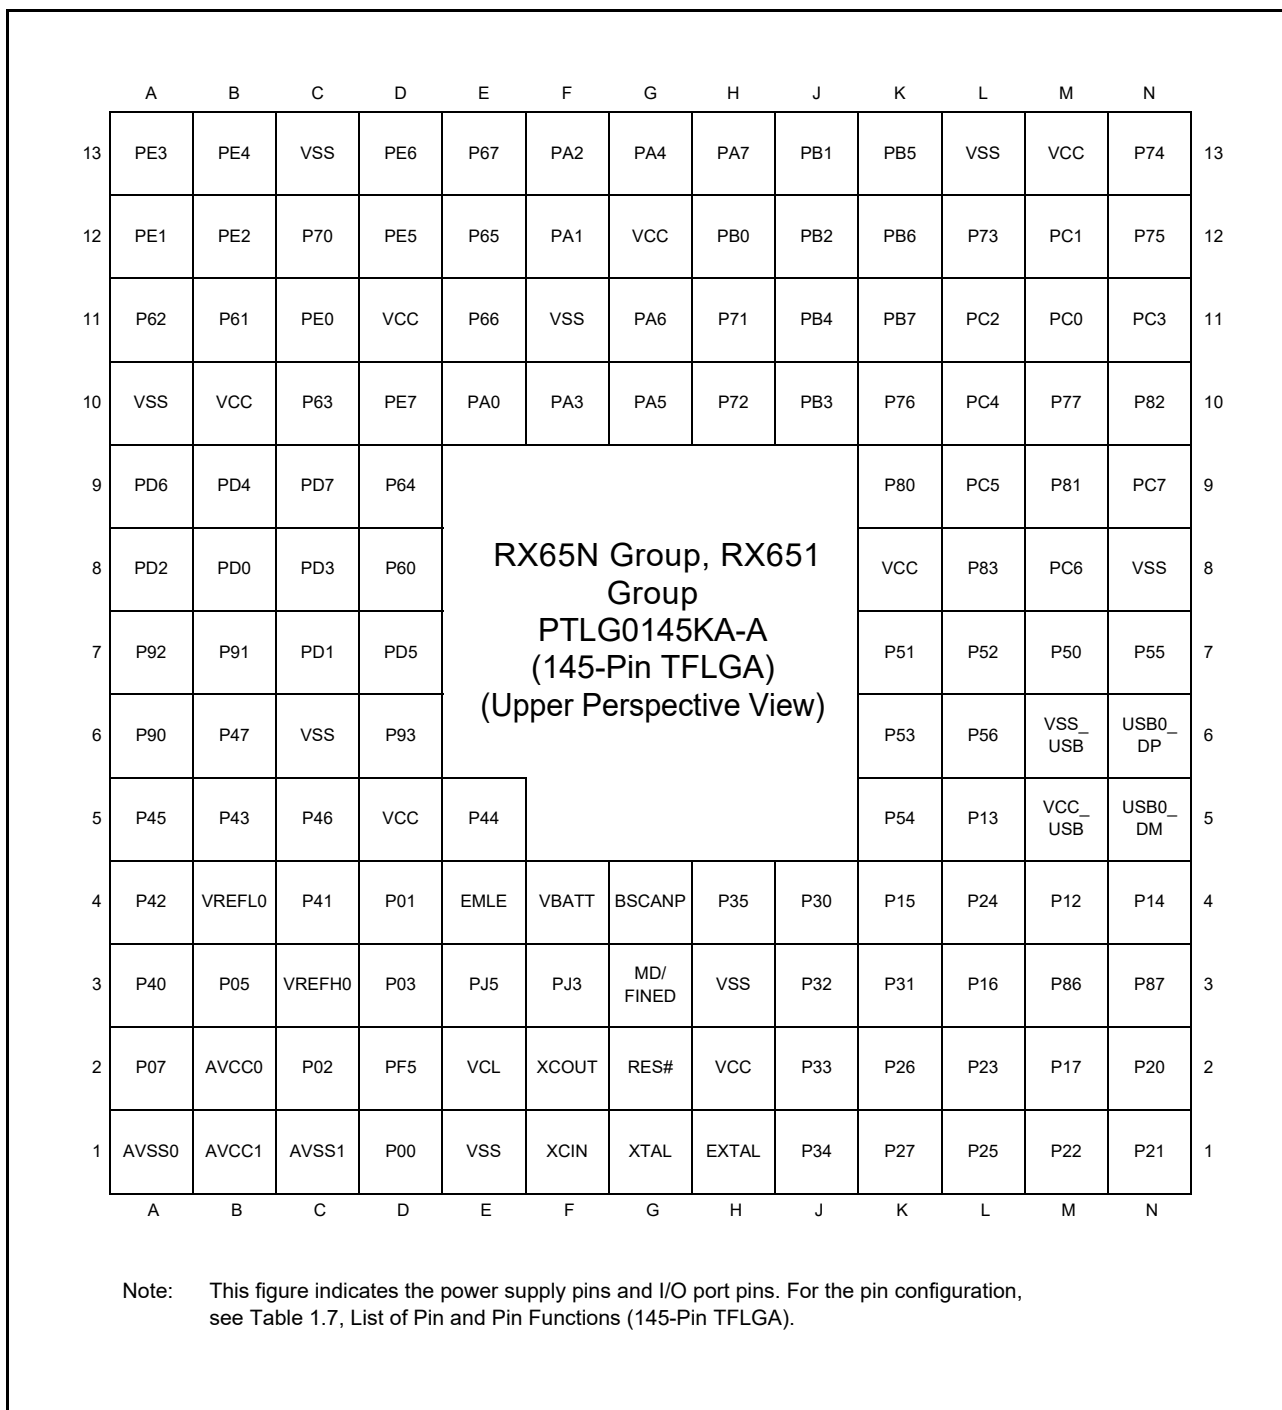 A B C D E F G H J K L M N
13 PE3 PE4 VSS PE6 P67 PA2 PA4 PA7 PB1 PB5 VSS VCC P74 13
12 PE1 PE2 P70 PE5 P65 PA1 VCC PB0 PB2 PB6 P73 PC1 P75 12
11 P62 P61 PE0 VCC P66 VSS PA6 P71 PB4 PB7 PC2 PC0 PC3 11
10 VSS VCC P63 PE7 PA0 PA3 PA5 P72 PB3 P76 PC4 P77 P82 10
9 PD6 PD4 PD7 P64 P80 PC5 P81 PC7 9
8 PD2 PD0 PD3 P60 VCC P83 PC6 VSS 8
7 P92 P91 PD1 PD5 P51 P52 P50 P55 7
6 P90 P47 VSS P93 P53 P56 VSS_ USB USB0_ DP 6
5 P45 P43 P46 VCC P44 P54 P13 VCC_ USB USB0_ DM 5
RX65N Group, RX651
Group
PTLG0145KA-A
(145-Pin TFLGA)
(Upper Perspective View)
4 P42 VREFL0 P41 P01 EMLE VBATT BSCANP P35 P30 P15 P24 P12 P14 4
3 P40 P05 VREFH0 P03 PJ5 PJ3 MD/ FINED VSS P32 P31 P16 P86 P87 3
2 P07 AVCC0 P02 PF5 VCL XCOUT RES# VCC P33 P26 P23 P17 P20 2
1 AVSS0 AVCC1 AVSS1 P00 VSS XCIN XTAL EXTAL P34 P27 P25 P22 P21 1
A B C D E F G H J K L M N
Note: This figure indicates the power supply pins and I/O port pins. For the pin configuration,
see Table 1.7, List of Pin and Pin Functions (145-Pin TFLGA).